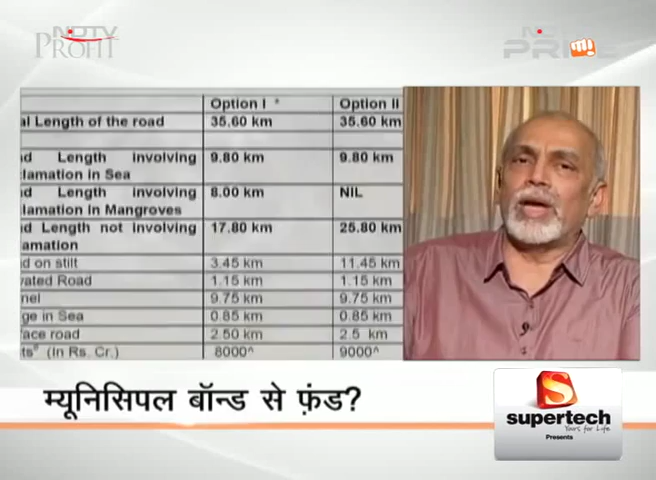 NDTV
PROFIT
Option I *
Option II
al Length of the road
35.60 km
35.60 km
Length involving
9.80 km
9.80 km
lamation in Sea
Length involving
8.00 km
NIL
lamation in Mangroves
Length not involving
17.80 km
25.80 km
amation
on stilt
3.45 km
11.45 km
vated Road
1.15 km
1.15 km
nel
9.75 km
9.75 km
ge in Sea
0.85 km
0.85 km
ace road
2.50 km
2.5 km
(in Rs. Cr.)
8000^
9000^
म्यूनिसिपल बॉन्ड से फ़ंड?
S
supertech
Yours for Life
Presents